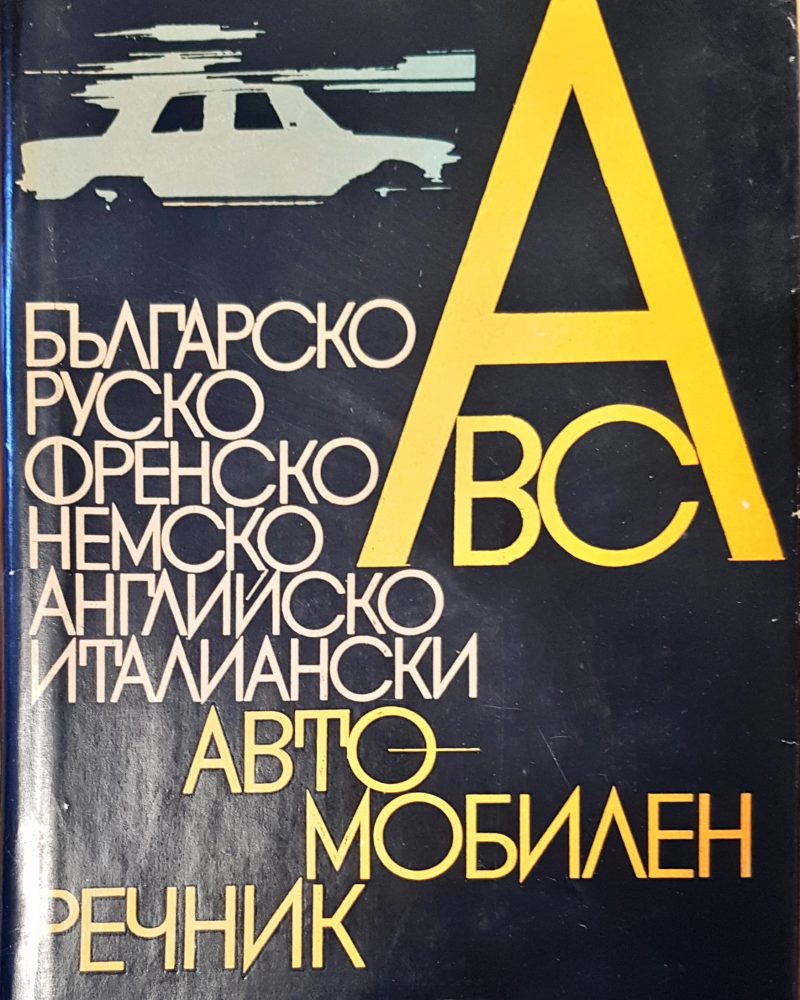 ABC
БЪЛГАРСКО
РУСКО
ФРЕНСКО
НЕМСКО
АНГЛИЙСКО
ИТАЛИАНСКИ
АВТО-
МОБИЛЕН
РЕЧНИК